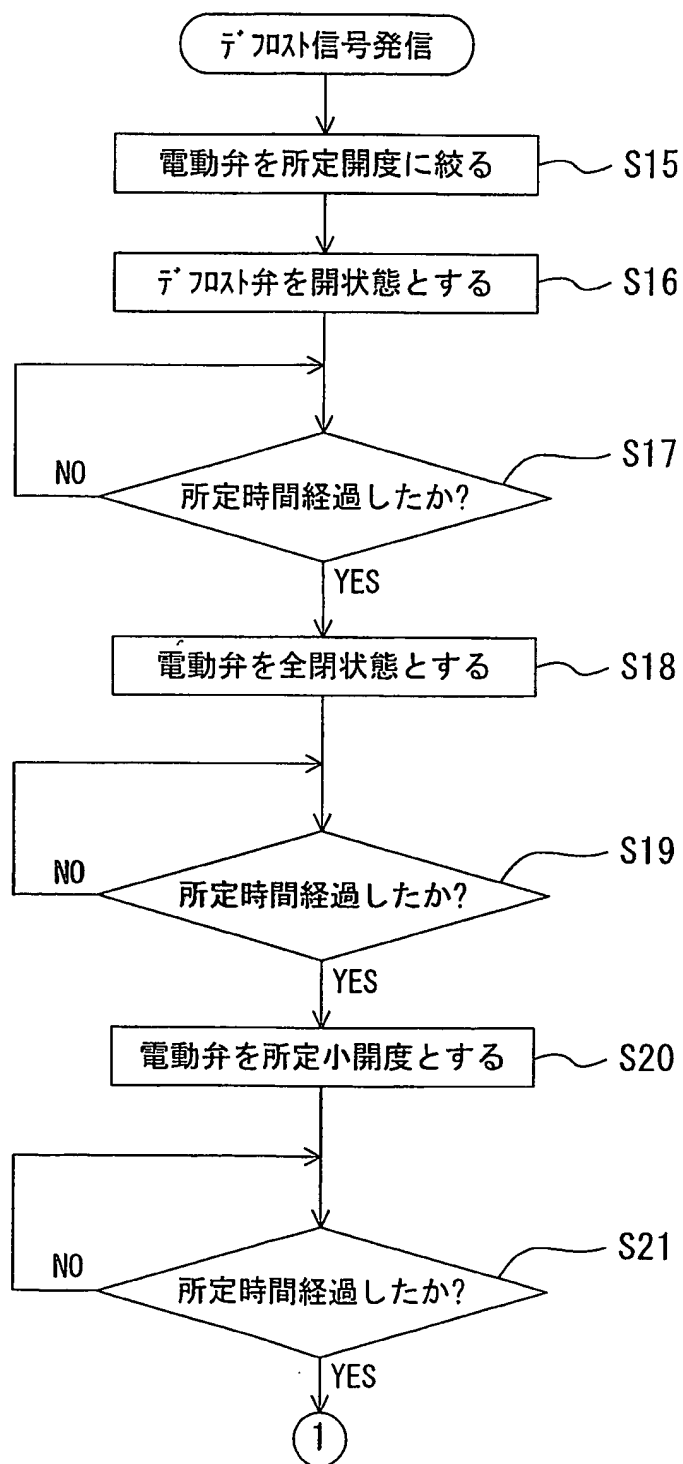 ﾃﾞﾌﾛｽﾄ信号発信
電動弁を所定開度に絞る
S15
ﾃﾞﾌﾛｽﾄ弁を開状態とする
S16
所定時間経過したか?
S17
NO
YES
電動弁を全閉状態とする
S18
所定時間経過したか?
S19
NO
YES
電動弁を所定小開度とする
S20
所定時間経過したか?
S21
NO
YES
1